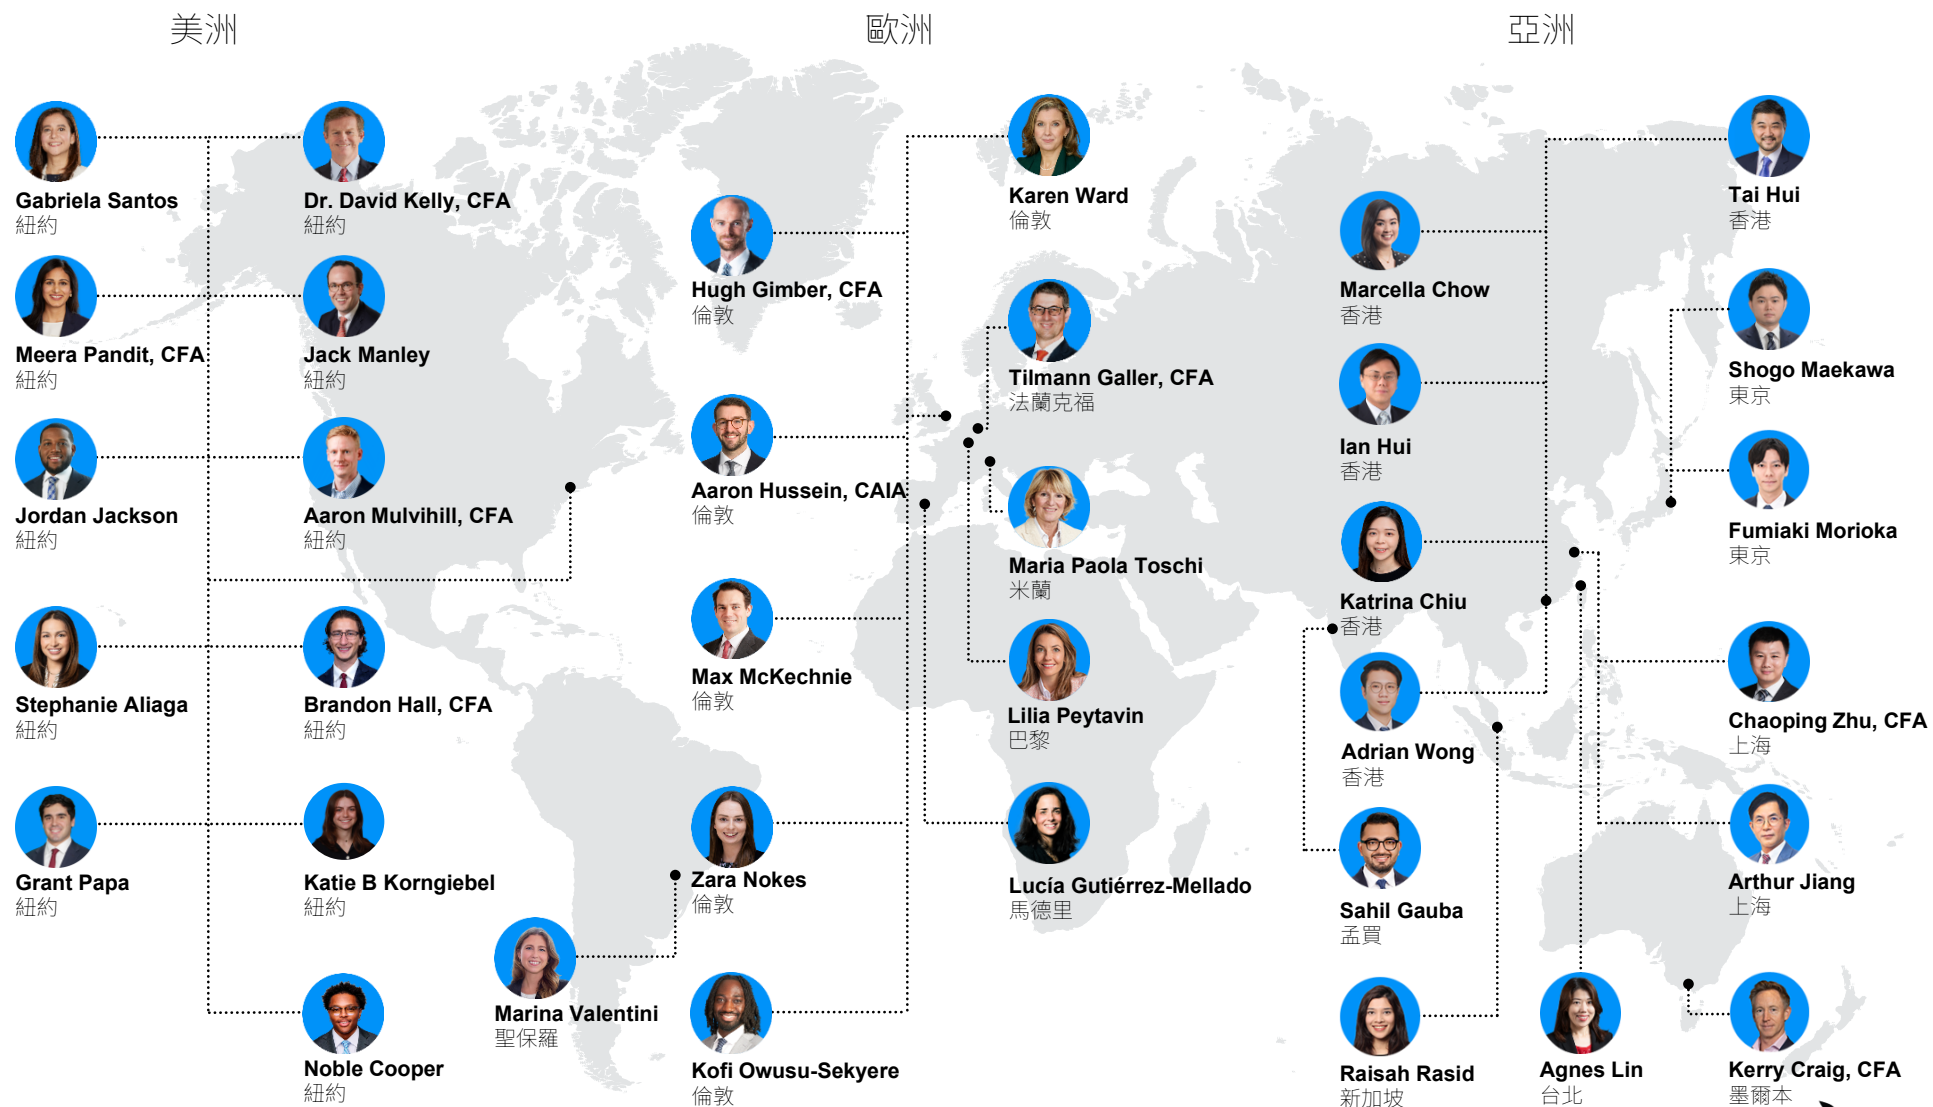 美洲
歐洲
亞洲
Gabriela Santos
紐約
Dr. David Kelly, CFA
紐約
Meera Pandit, CFA
紐約
Jack Manley
紐約
Jordan Jackson
紐約
Aaron Mulvihill, CFA
紐約
Stephanie Aliaga
紐約
Brandon Hall, CFA
紐約
Grant Papa
紐約
Katie B Korngiebel
紐約
Noble Cooper
紐約
Marina Valentini
聖保羅
Karen Ward
倫敦
Hugh Gimber, CFA
倫敦
Tilmann Galler, CFA
法蘭克福
Aaron Hussein, CAIA
倫敦
Maria Paola Toschi
米蘭
Max McKechnie
倫敦
Lilia Peytavin
巴黎
Zara Nokes
倫敦
Lucía Gutiérrez-Mellado
馬德里
Kofi Owusu-Sekyere
倫敦
Tai Hui
香港
Marcella Chow
香港
Shogo Maekawa
東京
Ian Hui
香港
Fumiaki Morioka
東京
Katrina Chiu
香港
Chaoping Zhu, CFA
上海
Adrian Wong
香港
Arthur Jiang
上海
Sahil Gauba
孟買
Raisah Rasid
新加坡
Agnes Lin
台北
Kerry Craig, CFA
墨爾本